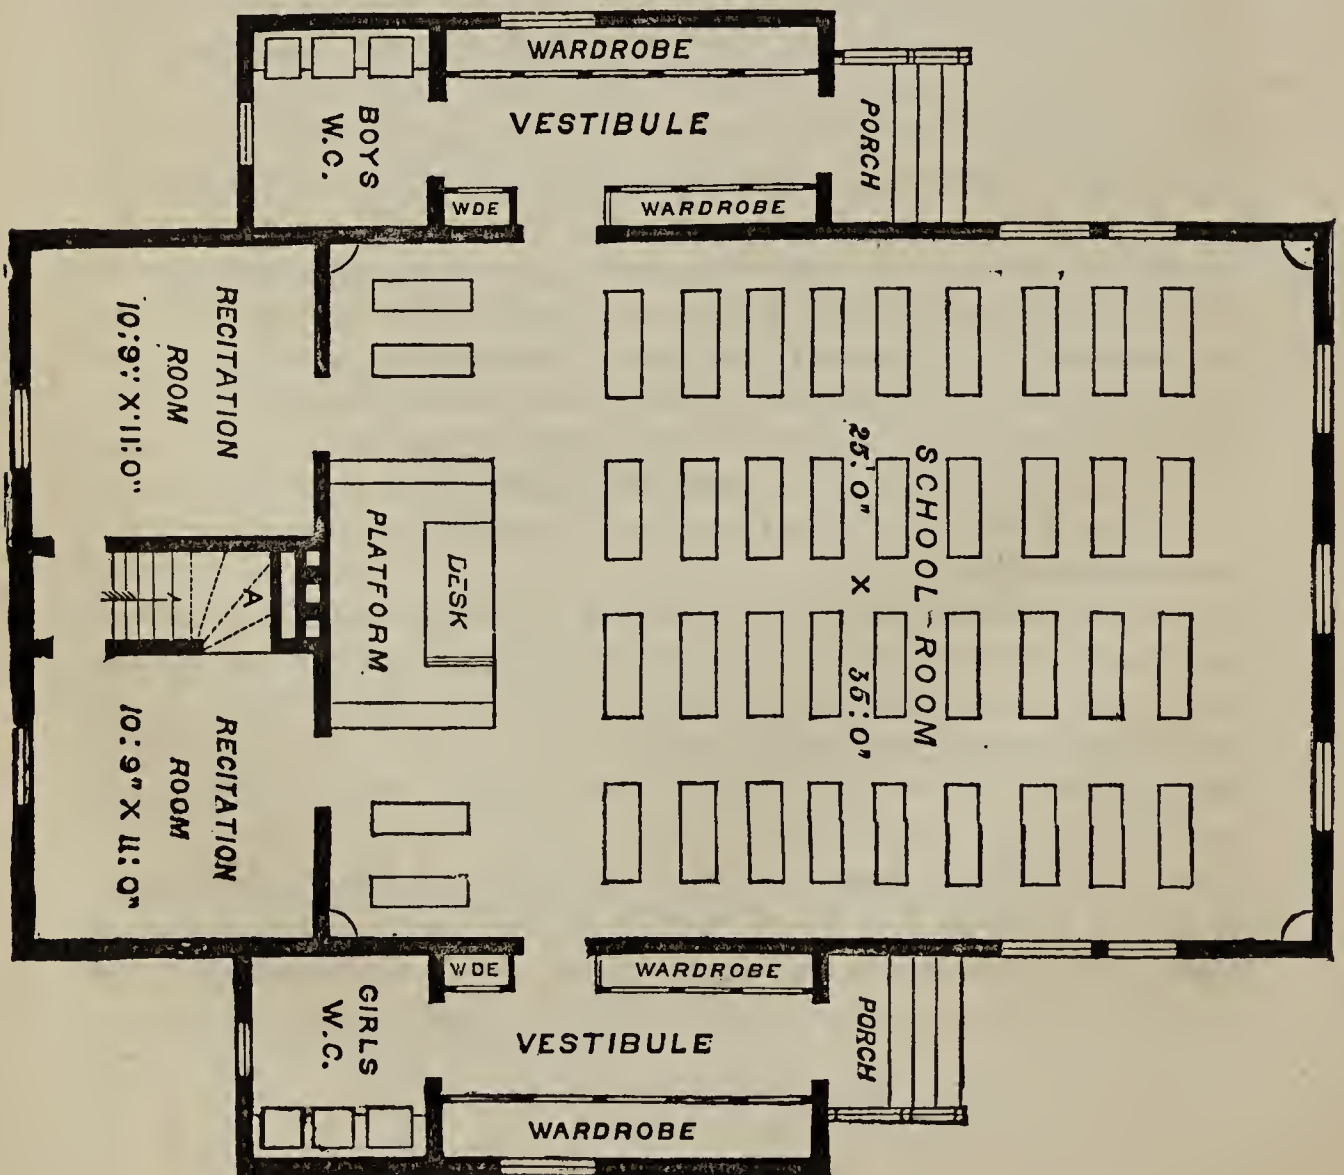 WARDROBE
VESTIBULE
BOYS
W.C.
PORCH
WDE
WARDROBE
RECITATION
ROOM
10:9" X 11:0"
SCHOOL-ROOM
25'.0" X 35:0"
PLATFORM
DESK
A
RECITATION
ROOM
10:9" X 11:0"
WDE
WARDROBE
GIRLS
W.C.
VESTIBULE
PORCH
WARDROBE